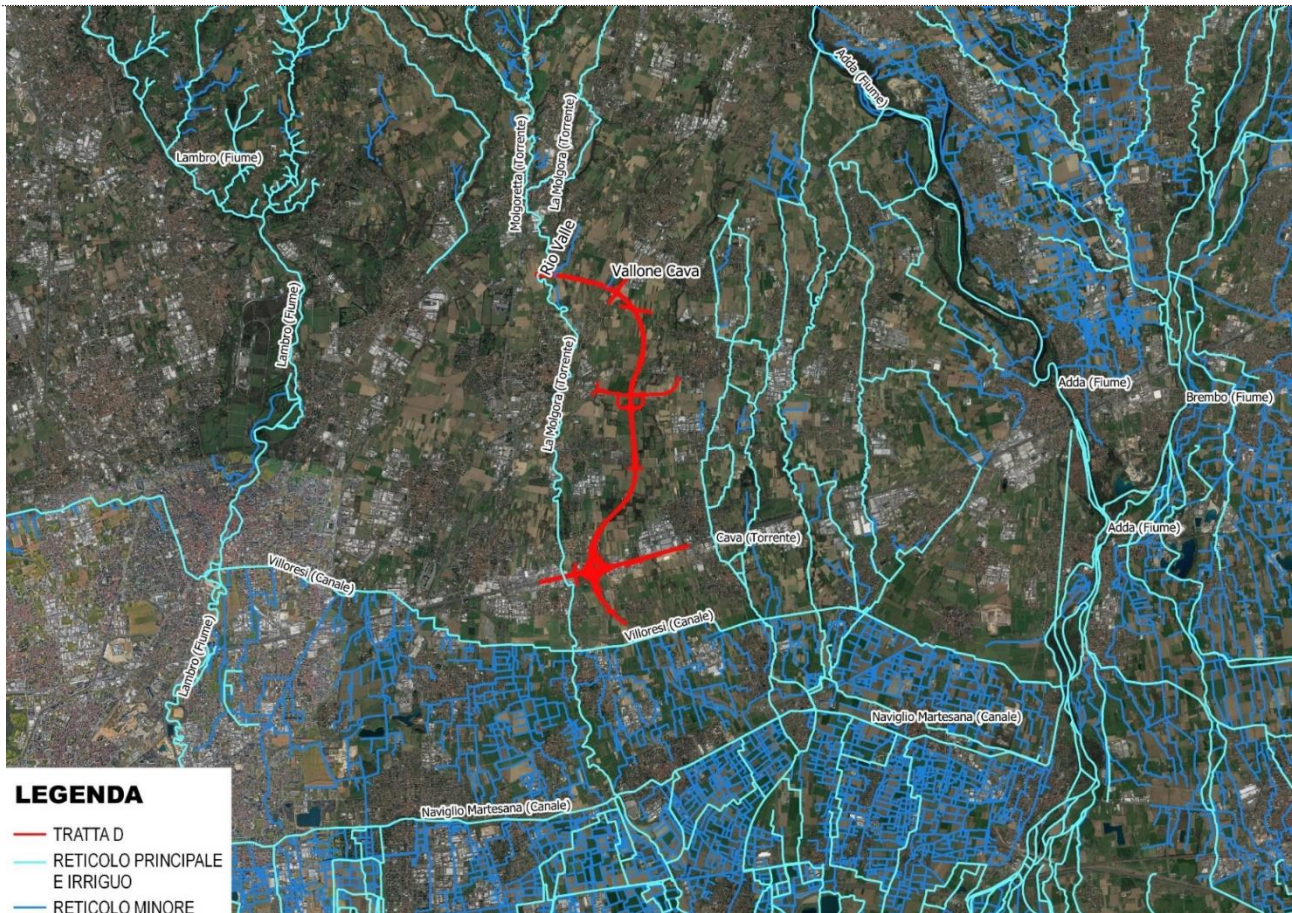 Adda (Fiume)
Lambro (Fiume)
Molgoretta (Torrente)
La Molgora (Torrente)
Rio Valle
Vallone Cava
Lambro (Fiume)
La Molgora (Torrente)
Adda (Fiume)
Brembo (Fiume)
Adda (Fiume)
Cava (Torrente)
Villoresi (Canale)
Villoresi (Canale)
Lambro (Fiume)
Naviglio Martesana (Canale)
Naviglio Martesana (Canale)
LEGENDA
TRATTA D
RETICOLO PRINCIPALE
E IRRIGUO
RETICOLO MINORE